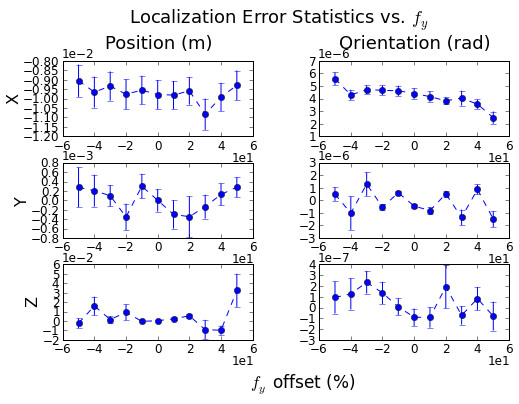 Localization Error Statistics vs. f_y
Position (m)
Orientation (rad)
1e−2
−0.80
−0.85
−0.90
−0.95
−1.00
−1.05
−1.10
−1.15
−1.20
X
−6 −4 −2 0 2 4 6
1e1
1e−6
7
6
5
4
3
2
1
−6 −4 −2 0 2 4 6
1e1
1e−3
0.8
0.6
0.4
0.2
0.0
−0.2
−0.4
−0.6
−0.8
Y
−6 −4 −2 0 2 4 6
1e1
1e−6
3
2
1
0
−1
−2
−3
−6 −4 −2 0 2 4 6
1e1
1e−2
6
5
4
3
2
1
0
−1
−2
Z
−6 −4 −2 0 2 4 6
1e1
1e−7
4
3
2
1
0
−1
−2
−3
−6 −4 −2 0 2 4 6
1e1
f_y offset (%)